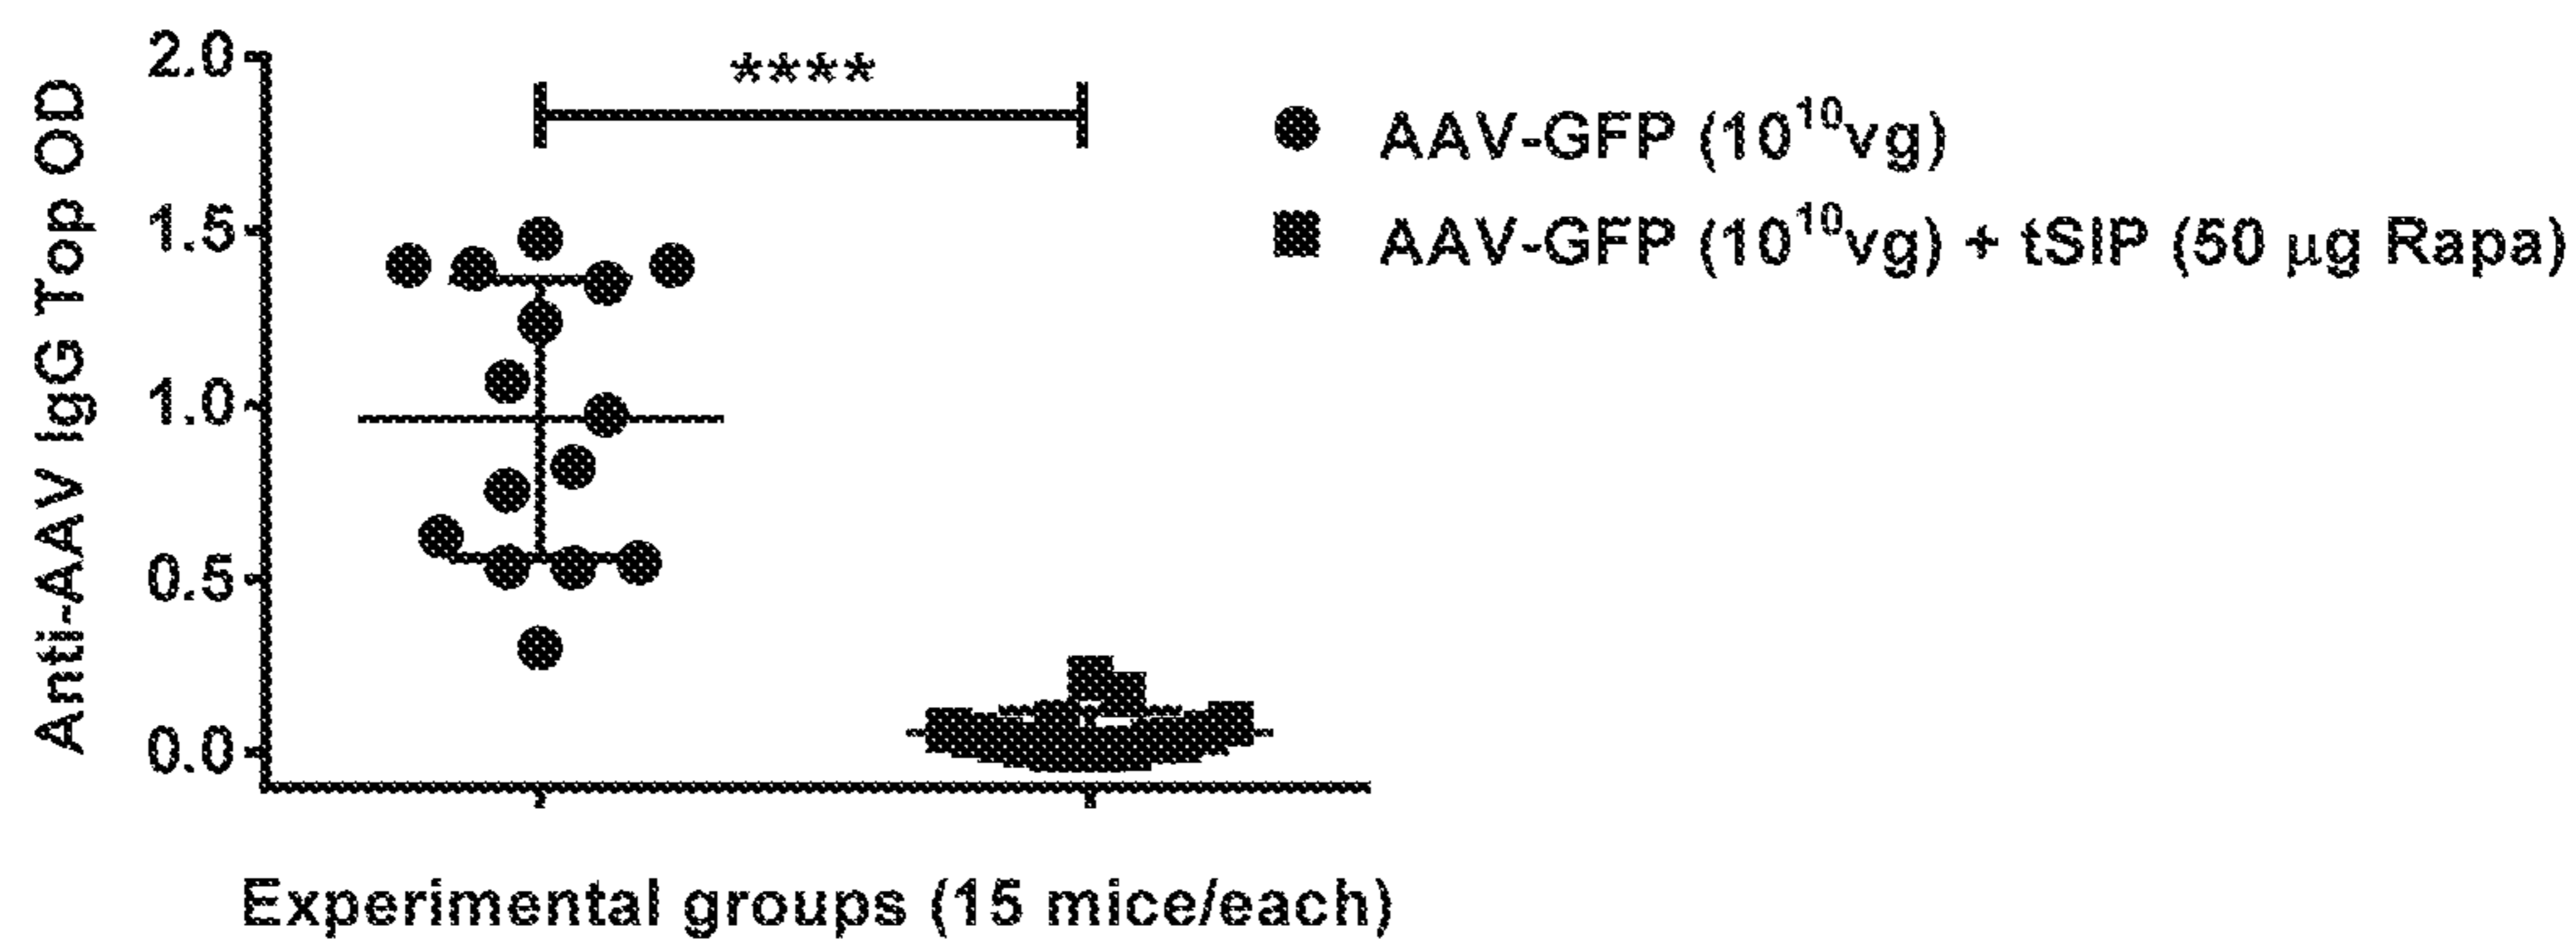 Anti-AAV IgG Top OD
2.0
1.5
1.0
0.5
0.0
****
AAV-GFP (10¹⁰vg)
AAV-GFP (10¹⁰vg) + tSIP (50 μg Rapa)
Experimental groups (15 mice/each)